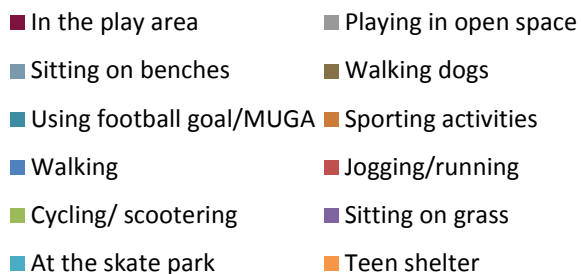 In the play area Playing in open space
Sitting on benches Walking dogs
Using football goal/MUGA Sporting activities
Walking Jogging/running
Cycling/ scootering Sitting on grass
At the skate park Teen shelter